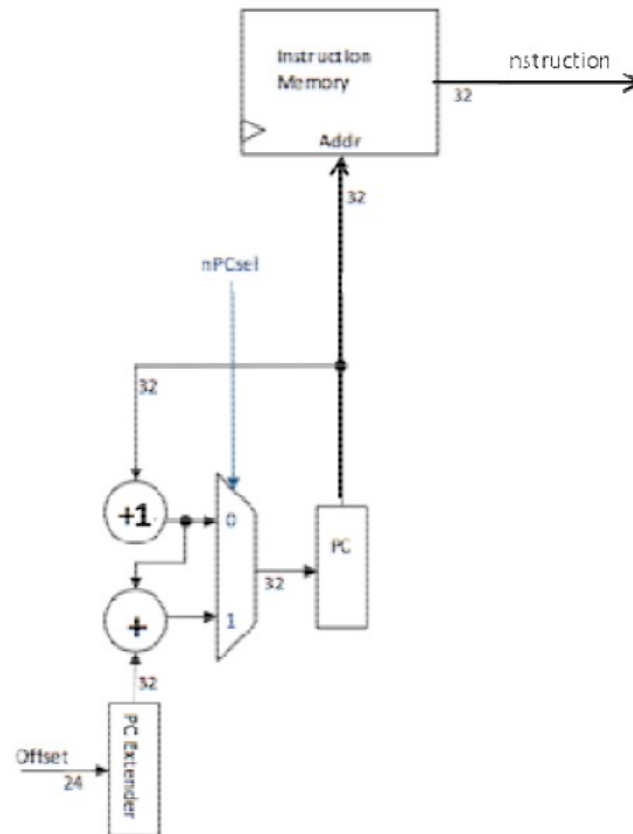 Instruction
Memory
nstruction
32
Addr
32
nPCsel
32
+1
0
PC
32
+
1
32
PC Extender
Offset
24